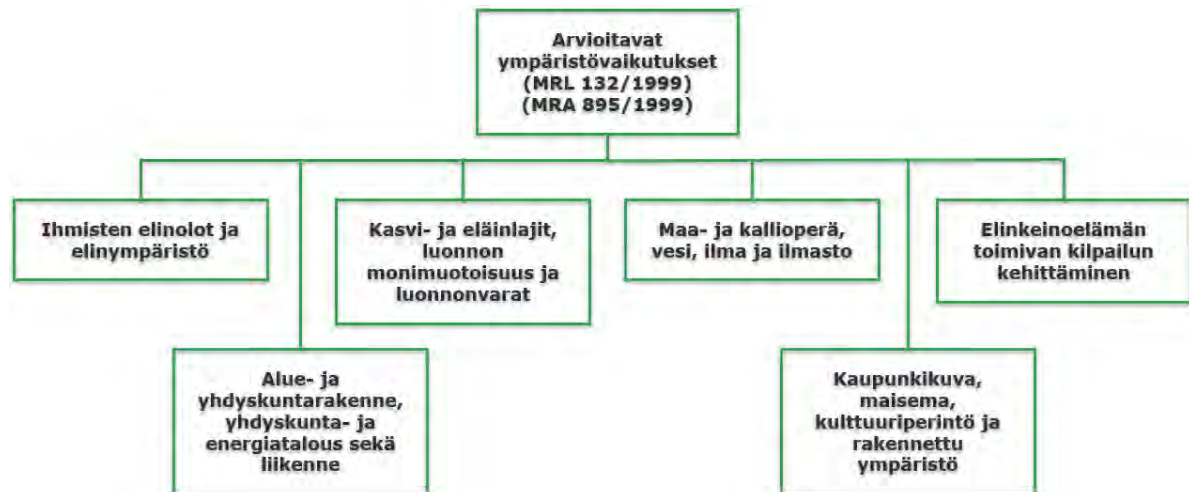 Arvioitavat
ympäristövaikutukset
(MRL 132/1999)
(MRA 895/1999)
Ihmisten elinolot ja
elinympäristö
Kasvi- ja eläinlajit,
luonnon
monimuotoisuus ja
luonnonvarat
Maa- ja kallioperä,
vesi, ilma ja ilmasto
Elinkeinoelämän
toimivan kilpailun
kehittäminen
Alue- ja
yhdyskuntarakenne,
yhdyskunta- ja
energiatalous sekä
liikenne
Kaupunkikuva,
maisema,
kulttuuriperintö ja
rakennettu
ympäristö